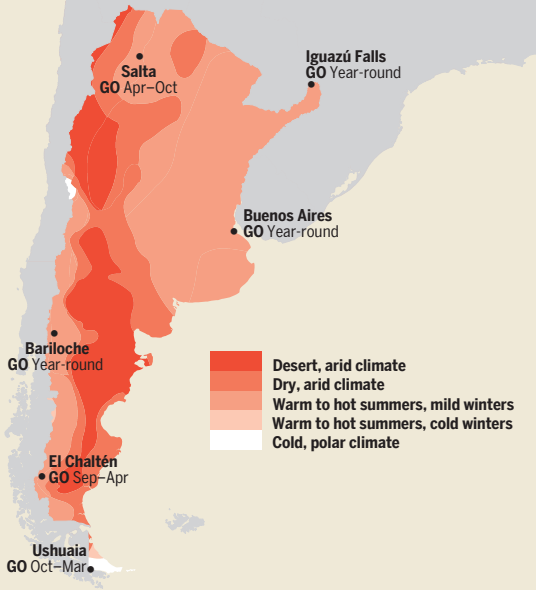 Salta
GO Apr–Oct
Iguazú Falls
GO Year-round
Buenos Aires
GO Year-round
Bariloche
GO Year-round
Desert, arid climate
Dry, arid climate
Warm to hot summers, mild winters
Warm to hot summers, cold winters
Cold, polar climate
El Chaltén
GO Sep–Apr
Ushuaia
GO Oct–Mar